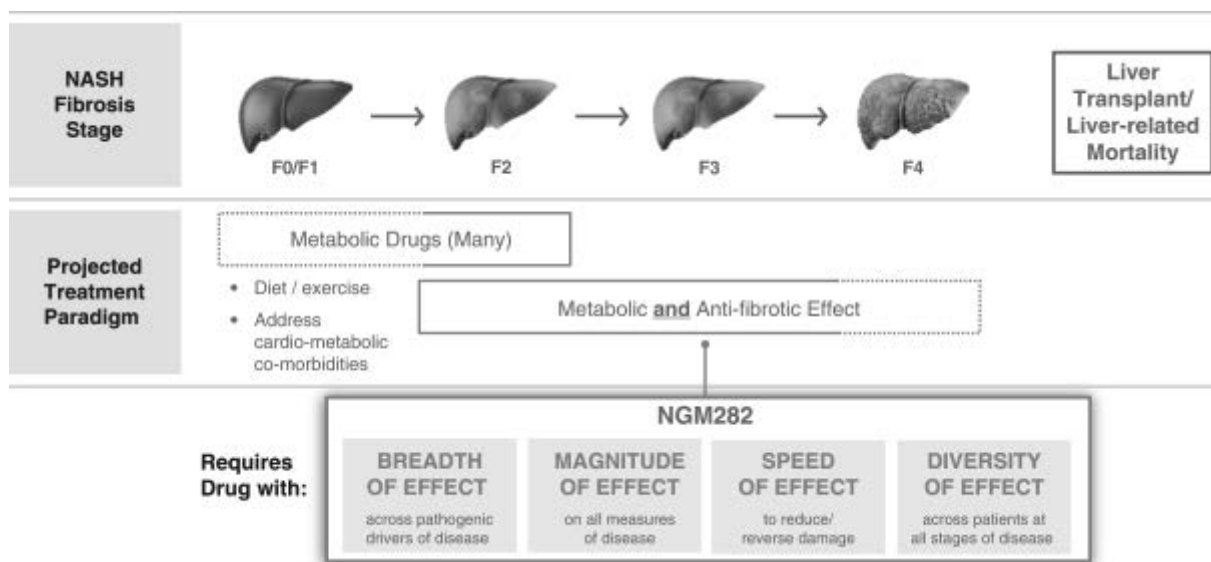 NASH
Fibrosis
Stage
F0/F1
F2
F3
F4
Liver
Transplant/
Liver-related
Mortality
Projected
Treatment
Paradigm
Metabolic Drugs (Many)
• Diet / exercise
• Address
cardio-metabolic
co-morbidities
Metabolic and Anti-fibrotic Effect
NGM282
Requires
Drug with:
BREADTH
OF EFFECT
across pathogenic
drivers of disease
MAGNITUDE
OF EFFECT
on all measures
of disease
SPEED
OF EFFECT
to reduce/
reverse damage
DIVERSITY
OF EFFECT
across patients at
all stages of disease